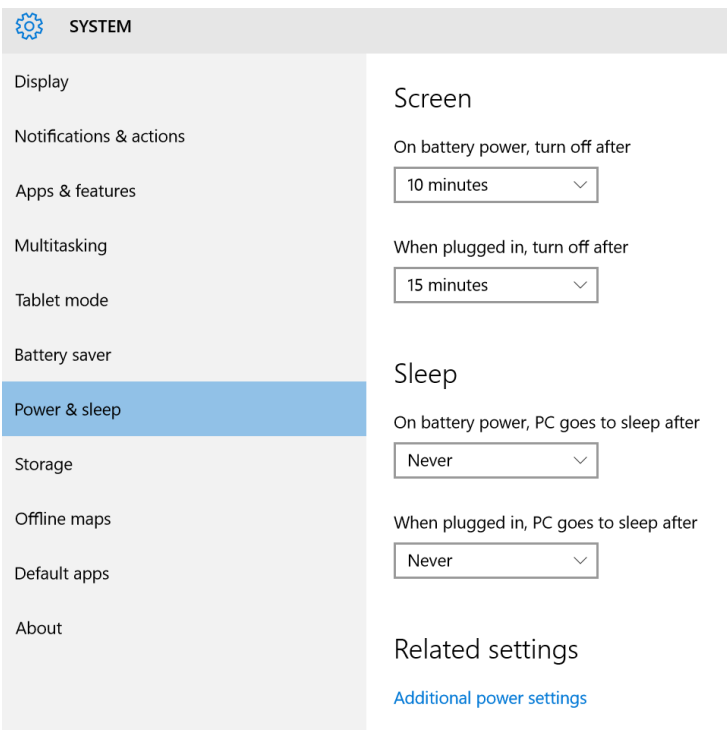 SYSTEM
Display
Notifications & actions
Apps & features
Multitasking
Tablet mode
Battery saver
Power & sleep
Storage
Offline maps
Default apps
About
Screen
On battery power, turn off after
10 minutes
When plugged in, turn off after
15 minutes
Sleep
On battery power, PC goes to sleep after
Never
When plugged in, PC goes to sleep after
Never
Related settings
Additional power settings